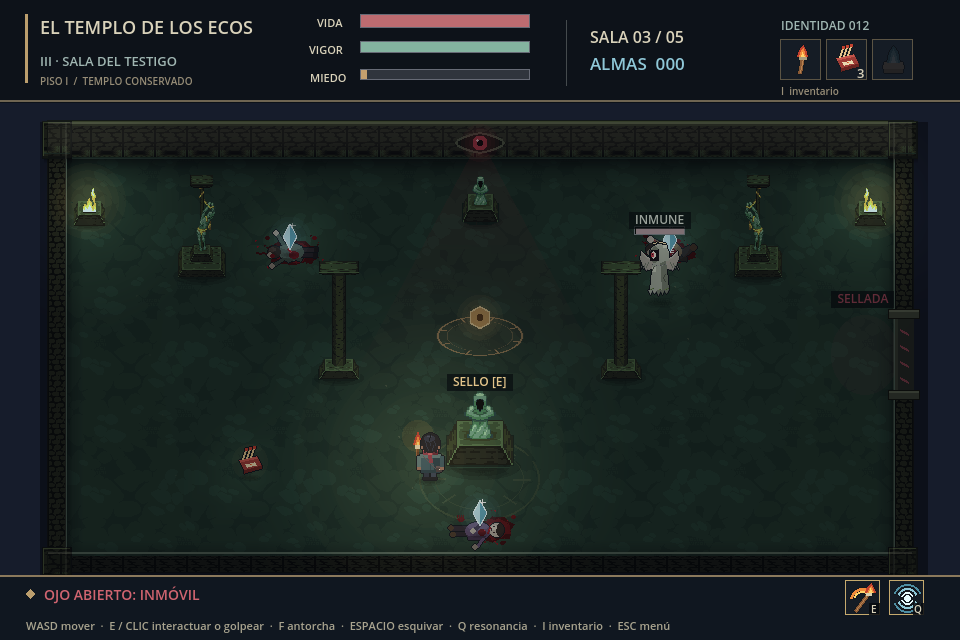 EL TEMPLO DE LOS ECOS
III · SALA DEL TESTIGO
PISO I / TEMPLO CONSERVADO
VIDA
VIGOR
MIEDO
SALA 03 / 05
ALMAS 000
IDENTIDAD 012
3
I inventario
INMUNE
SELLADA
SELLO [E]
OJO ABIERTO: INMÓVIL
E
Q
WASD mover · E / CLIC interactuar o golpear · F antorcha · ESPACIO esquivar · Q resonancia · I inventario · ESC menú